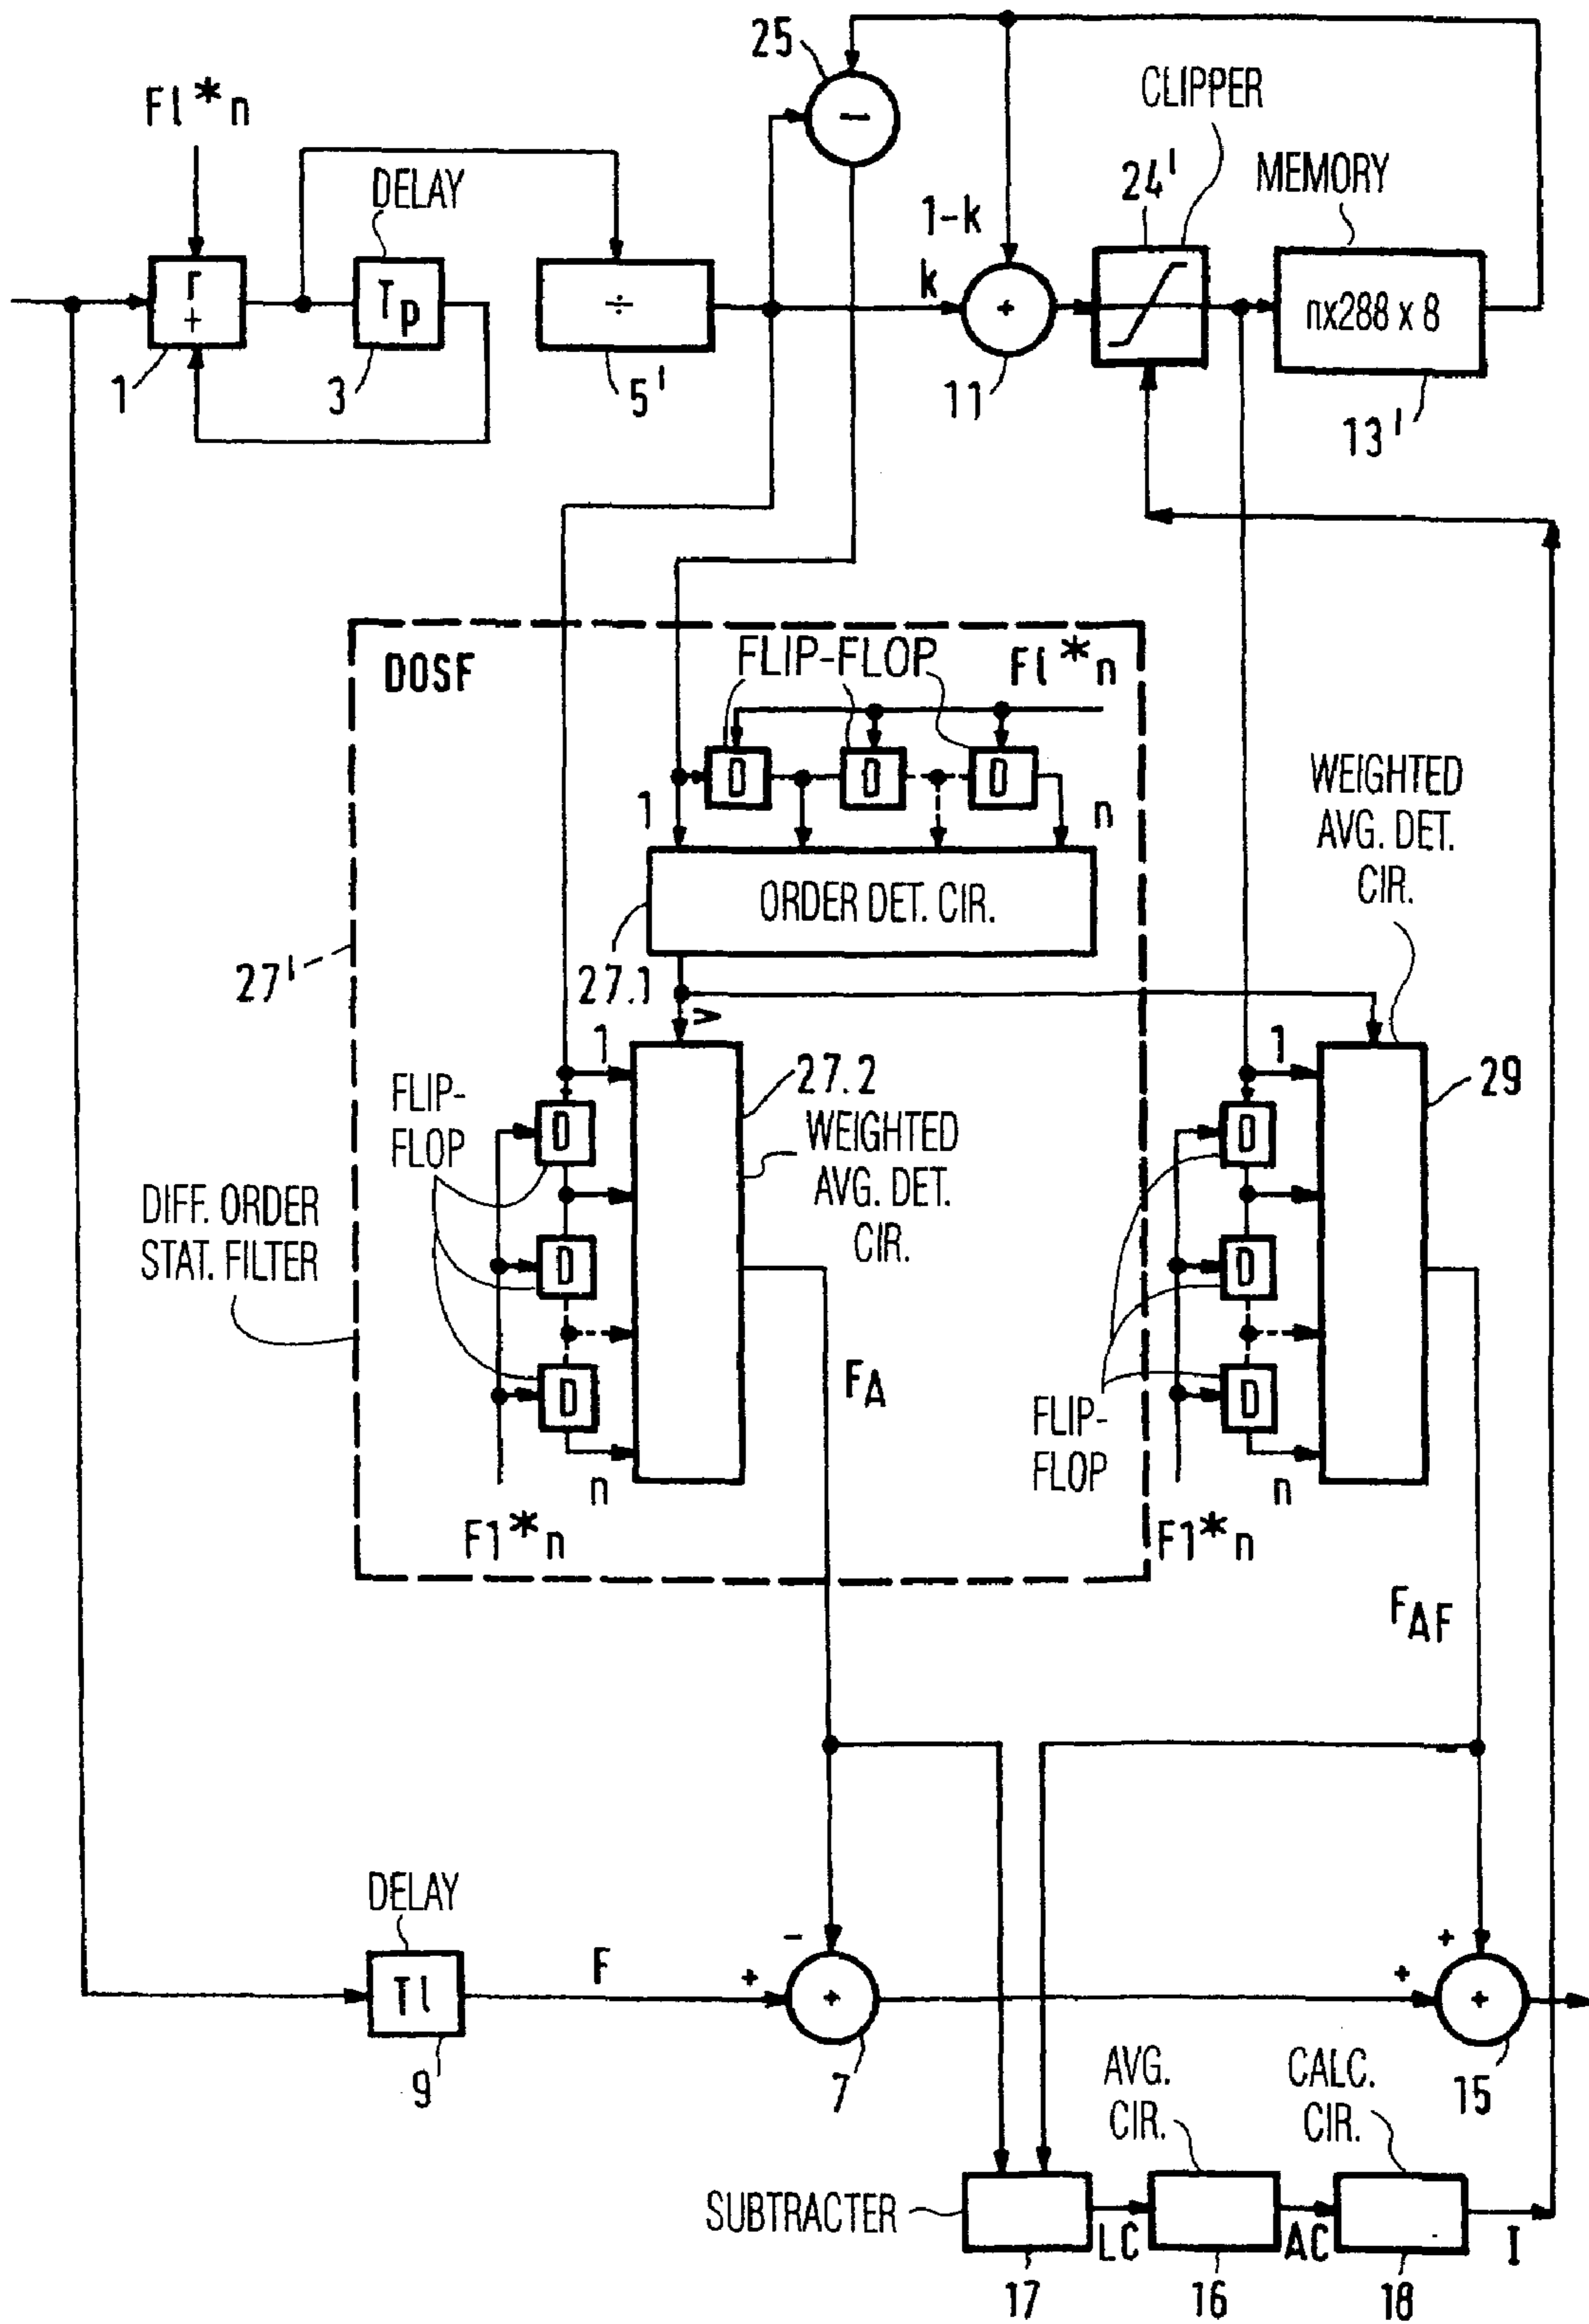 25
CLIPPER
Fl*n
DELAY
24'
MEMORY
1-k
Γ
+
Tp
÷
−
k
+
nx288 x 8
1
3
5'
11
13'
DOSF
FLIP-FLOP
Fl*n
D
D
D
1
n
WEIGHTED
AVG. DET.
CIR.
ORDER DET. CIR.
27'
27.1
V
1
27.2
1
29
FLIP-
FLOP
D
WEIGHTED
AVG. DET.
CIR.
D
DIFF. ORDER
STAT. FILTER
D
D
D
D
FA
FLIP-
FLOP
n
n
F1*n
F1*n
FAF
DELAY
Tl
F
+
-
+
+
+
+
9
7
15
AVG.
CIR.
CALC.
CIR.
SUBTRACTER
LC
AC
I
17
16
18